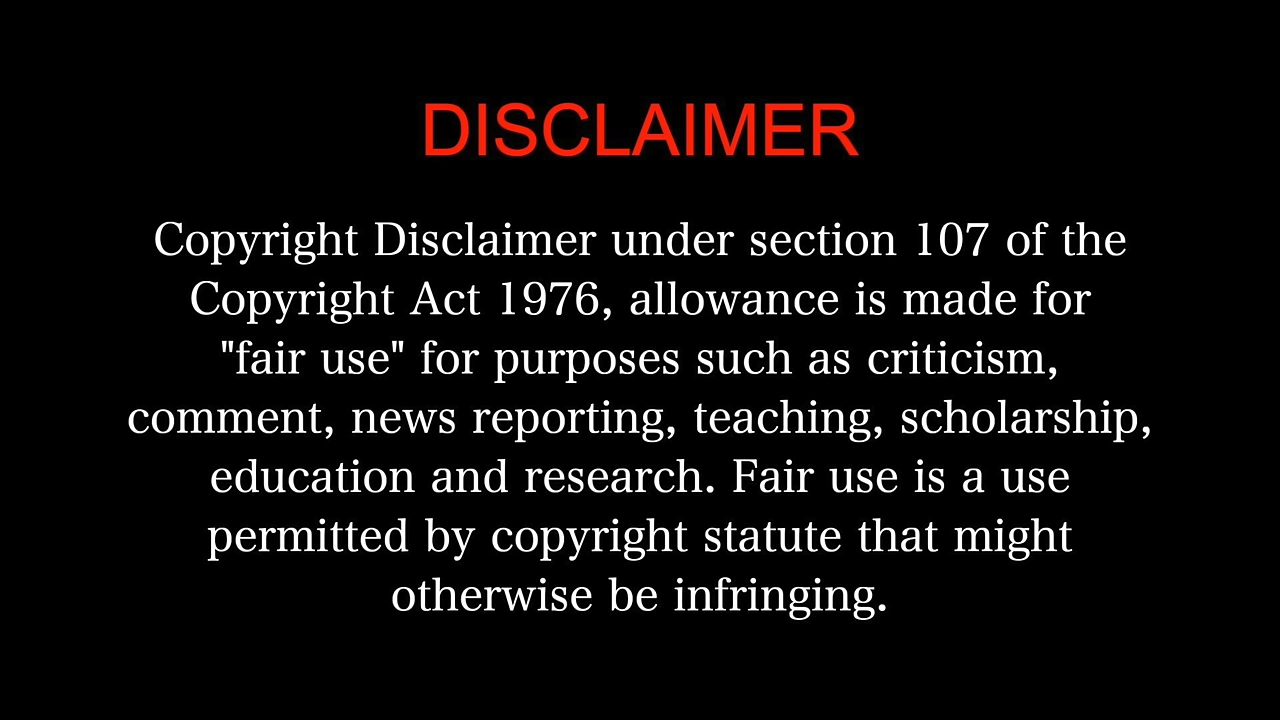 DISCLAIMER
Copyright Disclaimer under section 107 of the
Copyright Act 1976, allowance is made for
"fair use" for purposes such as criticism,
comment, news reporting, teaching, scholarship,
education and research. Fair use is a use
permitted by copyright statute that might
otherwise be infringing.